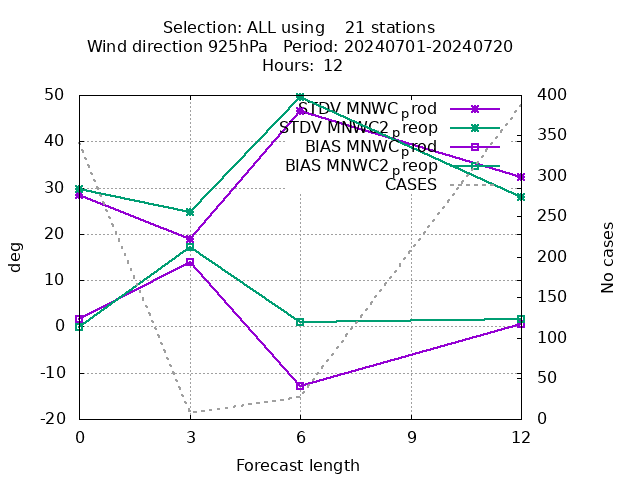 Selection: ALL using    21 stations
Wind direction 925hPa   Period: 20240701-20240720
Hours:  12
50
40
30
20
10
0
-10
-20
deg
STDV MNWC_prod
STDV MNWC2_preop
BIAS MNWC_prod
BIAS MNWC2_preop
CASES
400
350
300
250
200
150
100
50
0
No cases
0 3 6 9 12
Forecast length